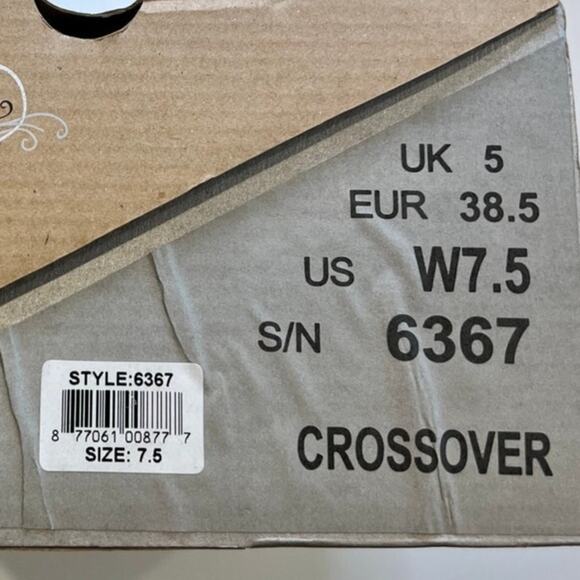 UK 5
EUR 38.5
US W7.5
S/N 6367
CROSSOVER
STYLE:6367
8 77061 00877 7
SIZE: 7.5